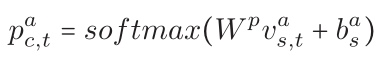 p^a_{c,t} = softmax(W^p v^a_{s,t} + b^a_s)